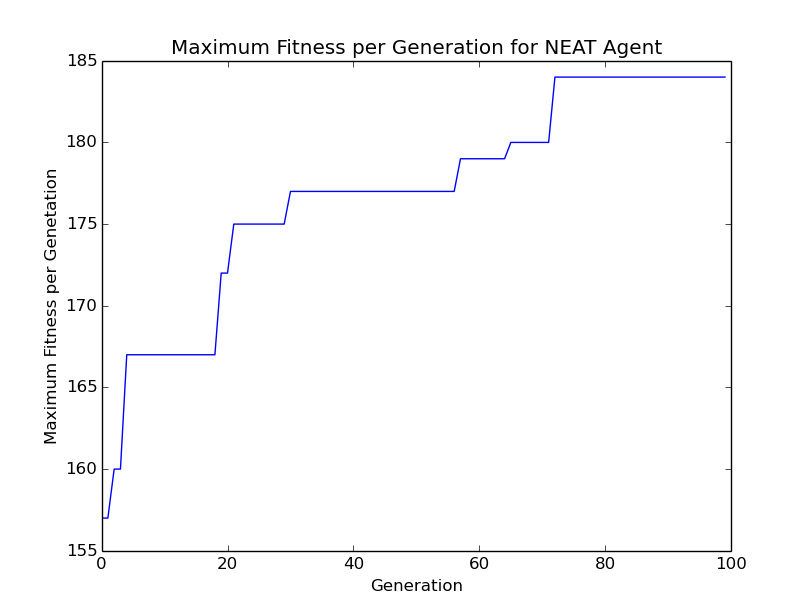 Maximum Fitness per Generation for NEAT Agent
185
180
175
170
165
160
155
Maximum Fitness per Genetation
0 20 40 60 80 100
Generation